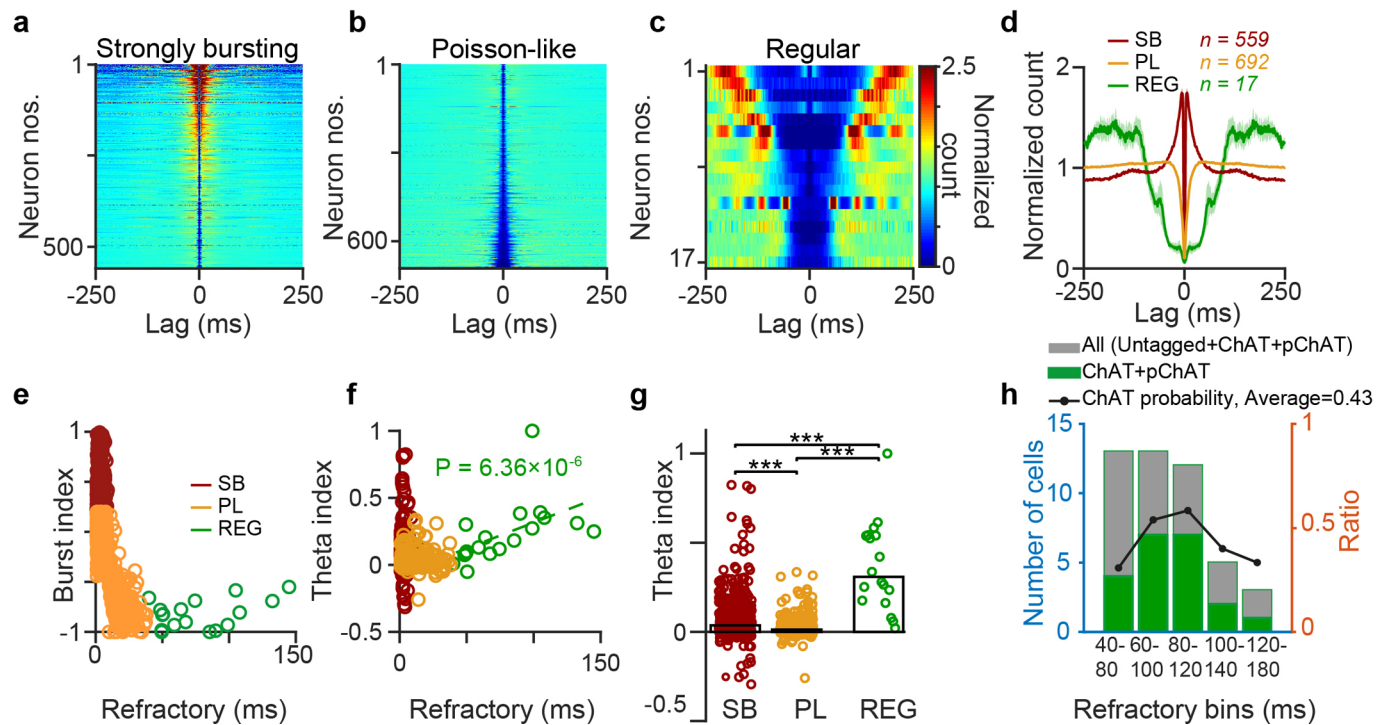 a
Strongly bursting
Neuron nos.
1
500
-250
0
250
Lag (ms)
b
Poisson-like
Neuron nos.
1
600
-250
0
250
Lag (ms)
c
Regular
Neuron nos.
1
17
-250
0
250
Lag (ms)
2.5
0
Normalized
count
d
SB n = 559
PL n = 692
REG n = 17
Normalized count
2
1
0
-250
0
250
Lag (ms)
e
Burst index
1
-1
0
150
SB
PL
REG
Refractory (ms)
f
Theta index
1
0.5
0
-0.5
0
150
P = 6.36×10⁻⁶
Refractory (ms)
g
Theta index
1
0
-0.5
***
***
***
SB
PL
REG
All (Untagged+ChAT+pChAT)
ChAT+pChAT
ChAT probability, Average=0.43
h
Number of cells
15
10
5
0
1
0.5
0
Ratio
40- 60- 80- 100-120-
80 100 120 140 180
Refractory bins (ms)